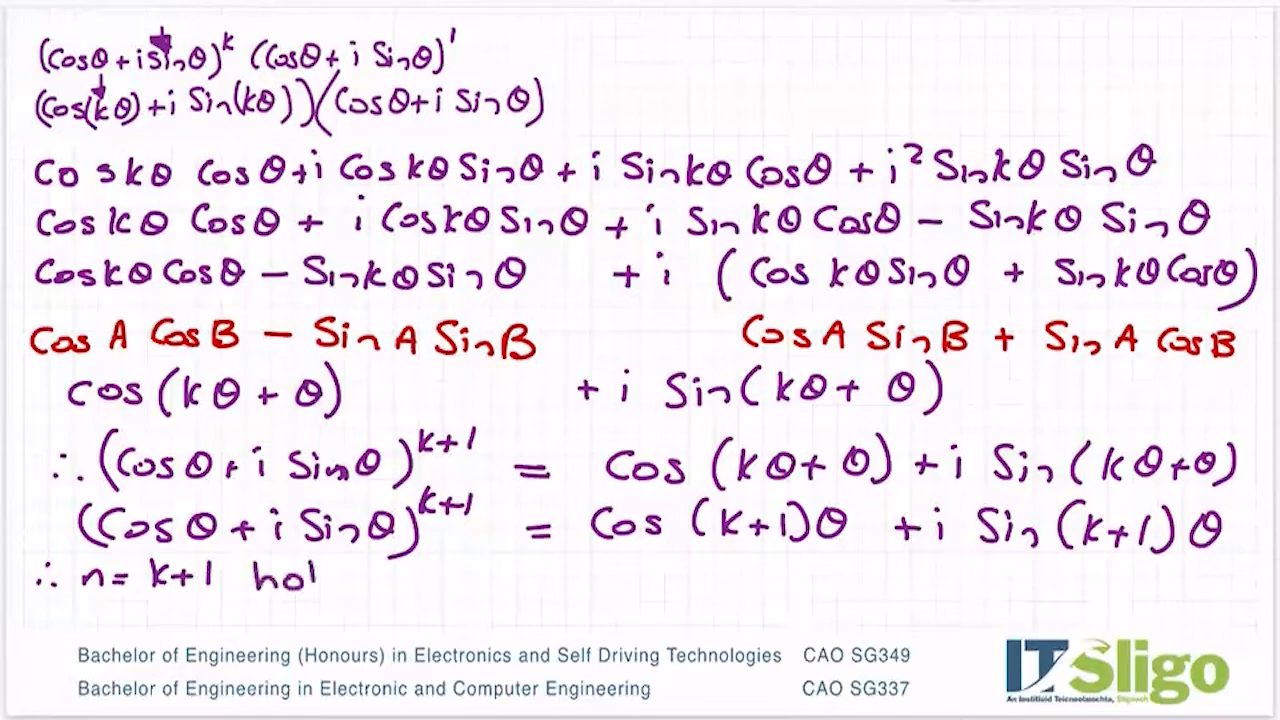 (Cosθ + i Sinθ)^k (Cosθ + i Sinθ)^1
(Cos(kθ) + i Sin(kθ))(Cosθ + i Sinθ)
Cos kθ Cosθ + i Cos kθ Sinθ + i Sin kθ Cosθ + i² Sin kθ Sinθ
Cos kθ Cosθ + i Cos kθ Sinθ + i Sin kθ Cosθ - Sin kθ Sinθ
Cos kθ Cosθ - Sin kθ Sinθ + i (Cos kθ Sinθ + Sin kθ Cosθ)
Cos A Cos B - Sin A Sin B Cos A Sin B + Sin A Cos B
Cos(kθ + θ) + i Sin(kθ + θ)
∴ (Cosθ + i Sinθ)^k+1 = Cos (kθ + θ) + i Sin (kθ + θ)
(Cosθ + i Sinθ)^k+1 = Cos (k+1)θ + i Sin (k+1)θ
∴ n = k+1 hol
Bachelor of Engineering (Honours) in Electronics and Self Driving Technologies CAO SG349
Bachelor of Engineering in Electronic and Computer Engineering CAO SG337
IT Sligo
An Institiúid Teicneolaíochta, Sligeach